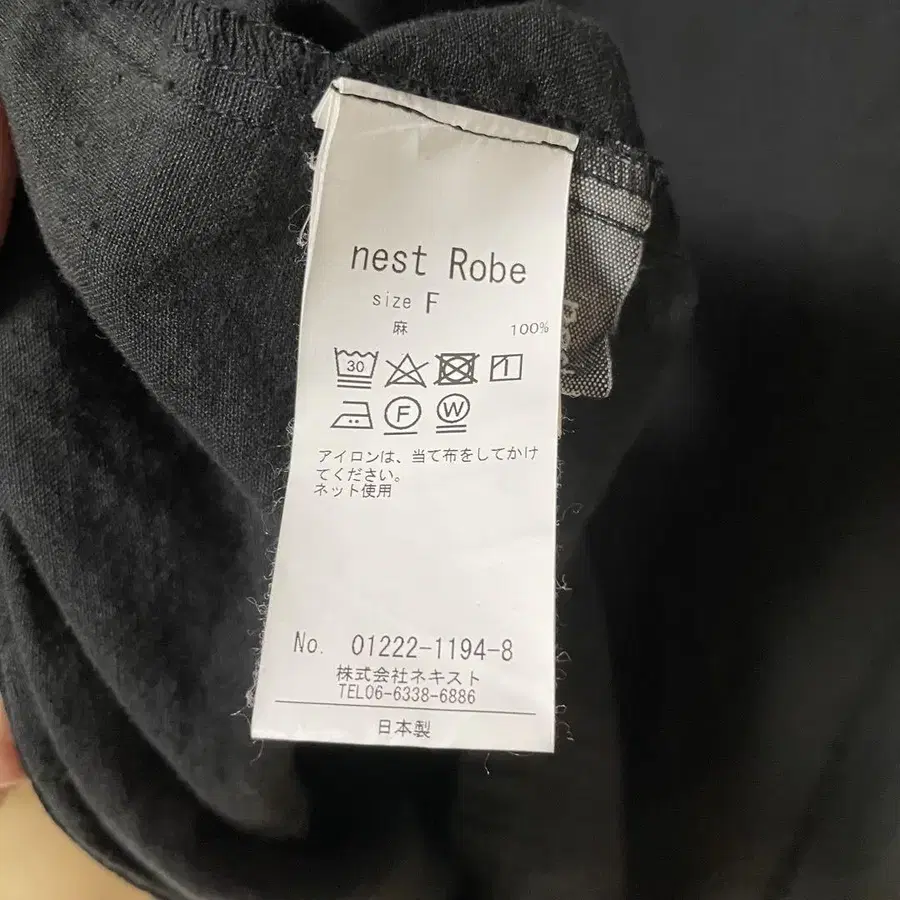 nest Robe
size F
麻 100%
30
F W
アイロンは、当て布をしてかけ
てください。
ネット使用
No. 01222-1194-8
株式会社ネキスト
TEL06-6338-6886
日本製